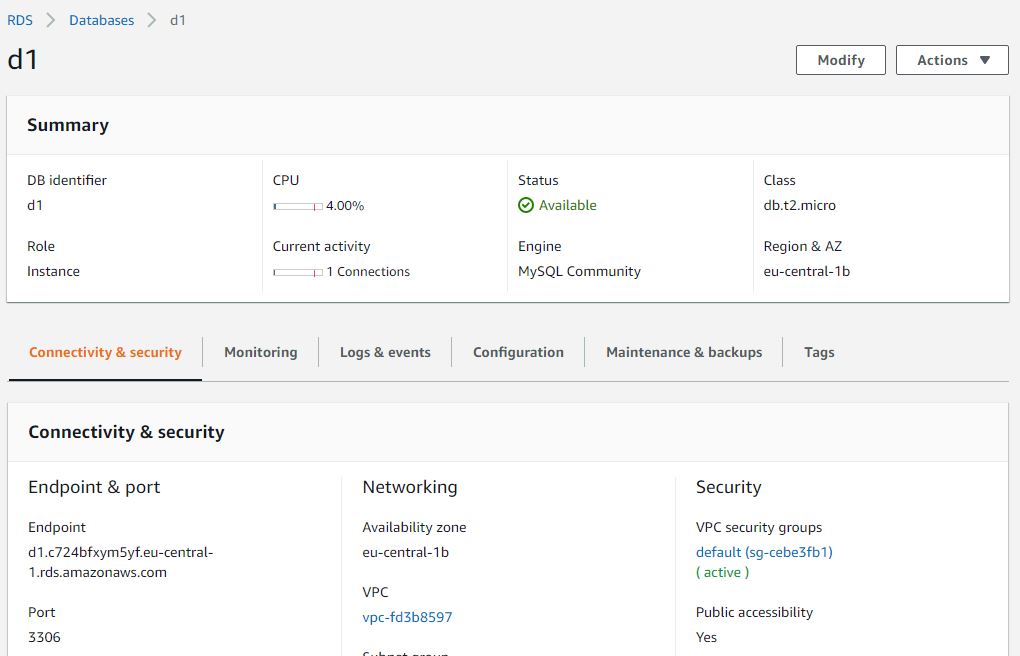 RDS > Databases > d1
d1
Modify
Actions
Summary
DB identifier
d1
CPU
4.00%
Status
Available
Class
db.t2.micro
Role
Instance
Current activity
1 Connections
Engine
MySQL Community
Region & AZ
eu-central-1b
Connectivity & security
Monitoring
Logs & events
Configuration
Maintenance & backups
Tags
Connectivity & security
Endpoint & port
Endpoint
d1.c724bfxym5yf.eu-central-
1.rds.amazonaws.com
Port
3306
Networking
Availability zone
eu-central-1b
VPC
vpc-fd3b8597
Subnet group
Security
VPC security groups
default (sg-cebe3fb1)
( active )
Public accessibility
Yes